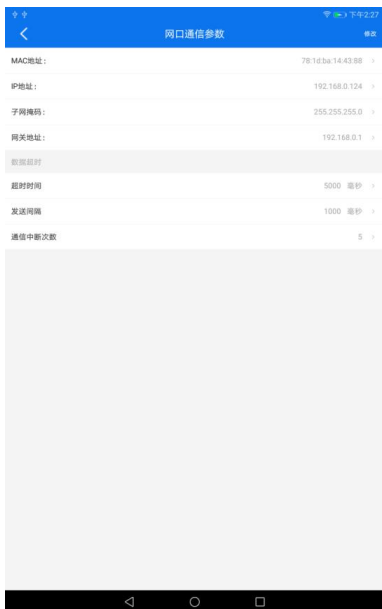 下午2:27
网口通信参数
修改
MAC地址： 78:1d:ba:14:43:88
IP地址： 192.168.0.124
子网掩码： 255.255.255.0
网关地址： 192.168.0.1
数据超时
超时时间 5000 毫秒
发送间隔 1000 毫秒
通信中断次数 5